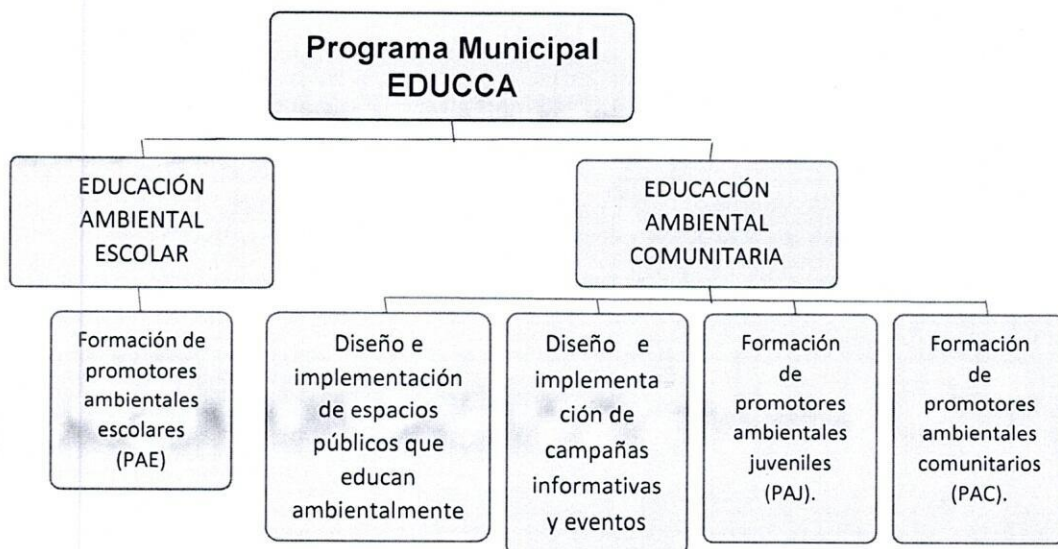 Programa Municipal
EDUCCA
EDUCACIÓN
AMBIENTAL
ESCOLAR
EDUCACIÓN
AMBIENTAL
COMUNITARIA
Formación de
promotores
ambientales
escolares
(PAE)
Diseño e
implementación
de espacios
públicos que
educan
ambientalmente
Diseño e
implementa
ción de
campañas
informativas
y eventos
Formación
de
promotores
ambientales
juveniles
(PAJ).
Formación
de
promotores
ambientales
comunitarios
(PAC).